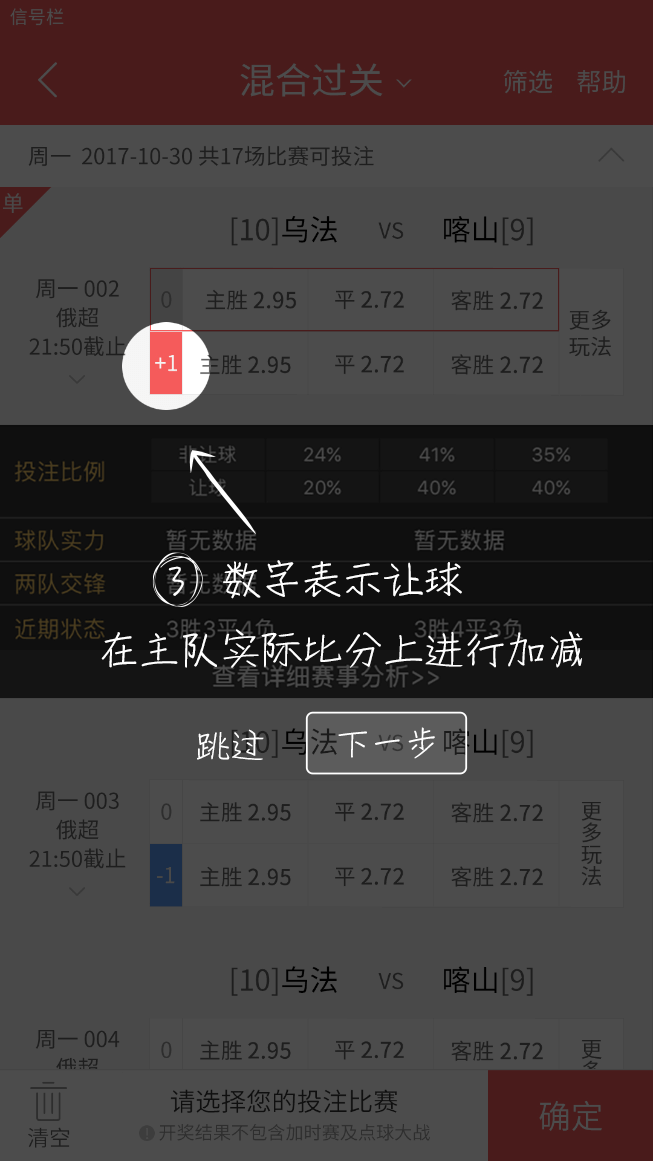 信号栏
混合过关 筛选 帮助
周一 2017-10-30 共17场比赛可投注
单
[10]乌法 VS 喀山[9]
周一 002
俄超
21:50截止
0 主胜 2.95 平 2.72 客胜 2.72
+1 主胜 2.95 平 2.72 客胜 2.72
更多
玩法
投注比例
非让球 24% 41% 35%
让球 20% 40% 40%
球队实力 暂无数据 暂无数据
两队交锋 暂无数据
③ 数字表示让球
近期状态 3胜3平4负 3胜4平3负
在主队实际比分上进行加减
查看详细赛事分析>>
[10]乌法 VS 喀山[9]
跳过 下一步
周一 003
俄超
21:50截止
0 主胜 2.95 平 2.72 客胜 2.72
-1 主胜 2.95 平 2.72 客胜 2.72
更
多
玩
法
[10]乌法 VS 喀山[9]
周一 004
俄超
0 主胜 2.95 平 2.72 客胜 2.72
更
多
清空
请选择您的投注比赛
开奖结果不包含加时赛及点球大战
确定